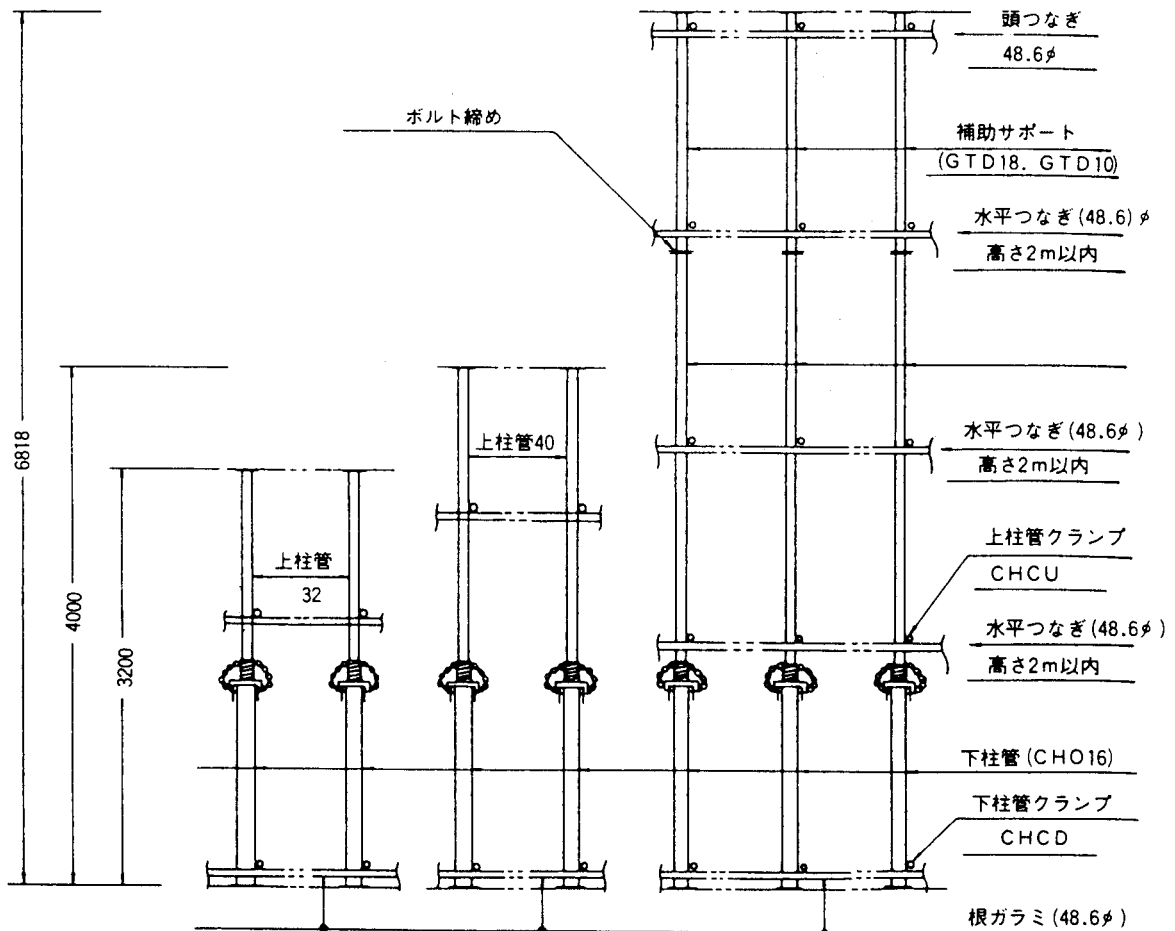 頭つなぎ
48.6φ
ボルト締め
補助サポート
(GTD18. GTD10)
水平つなぎ(48.6)φ
高さ2m以内
水平つなぎ(48.6φ)
高さ2m以内
上柱管40
上柱管
32
上柱管クランプ
CHCU
水平つなぎ(48.6φ)
高さ2m以内
6818
4000
3200
下柱管(CHO16)
下柱管クランプ
CHCD
根ガラミ(48.6φ)